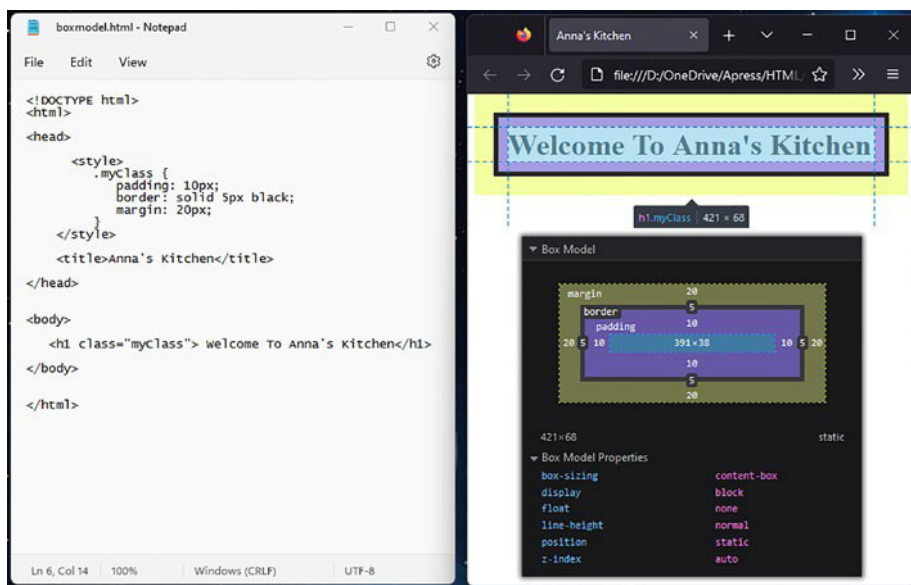 boxmodel.html - Notepad
File Edit View
<!DOCTYPE html>
<html>
<head>
<style>
.myClass {
padding: 10px;
border: solid 5px black;
margin: 20px;
}
</style>
<title>Anna's Kitchen</title>
</head>
<body>
<h1 class="myClass"> Welcome To Anna's Kitchen</h1>
</body>
</html>
Ln 6, Col 14 100% Windows (CRLF) UTF-8
Anna's Kitchen
file:///D:/OneDrive/Apress/HTML/
Welcome To Anna's Kitchen
h1.myClass 421 × 68
Box Model
margin 20
border 5
padding 10
20 5 10 391×38 10 5 20
10
5
20
421×68 static
Box Model Properties
box-sizing content-box
display block
float none
line-height normal
position static
z-index auto